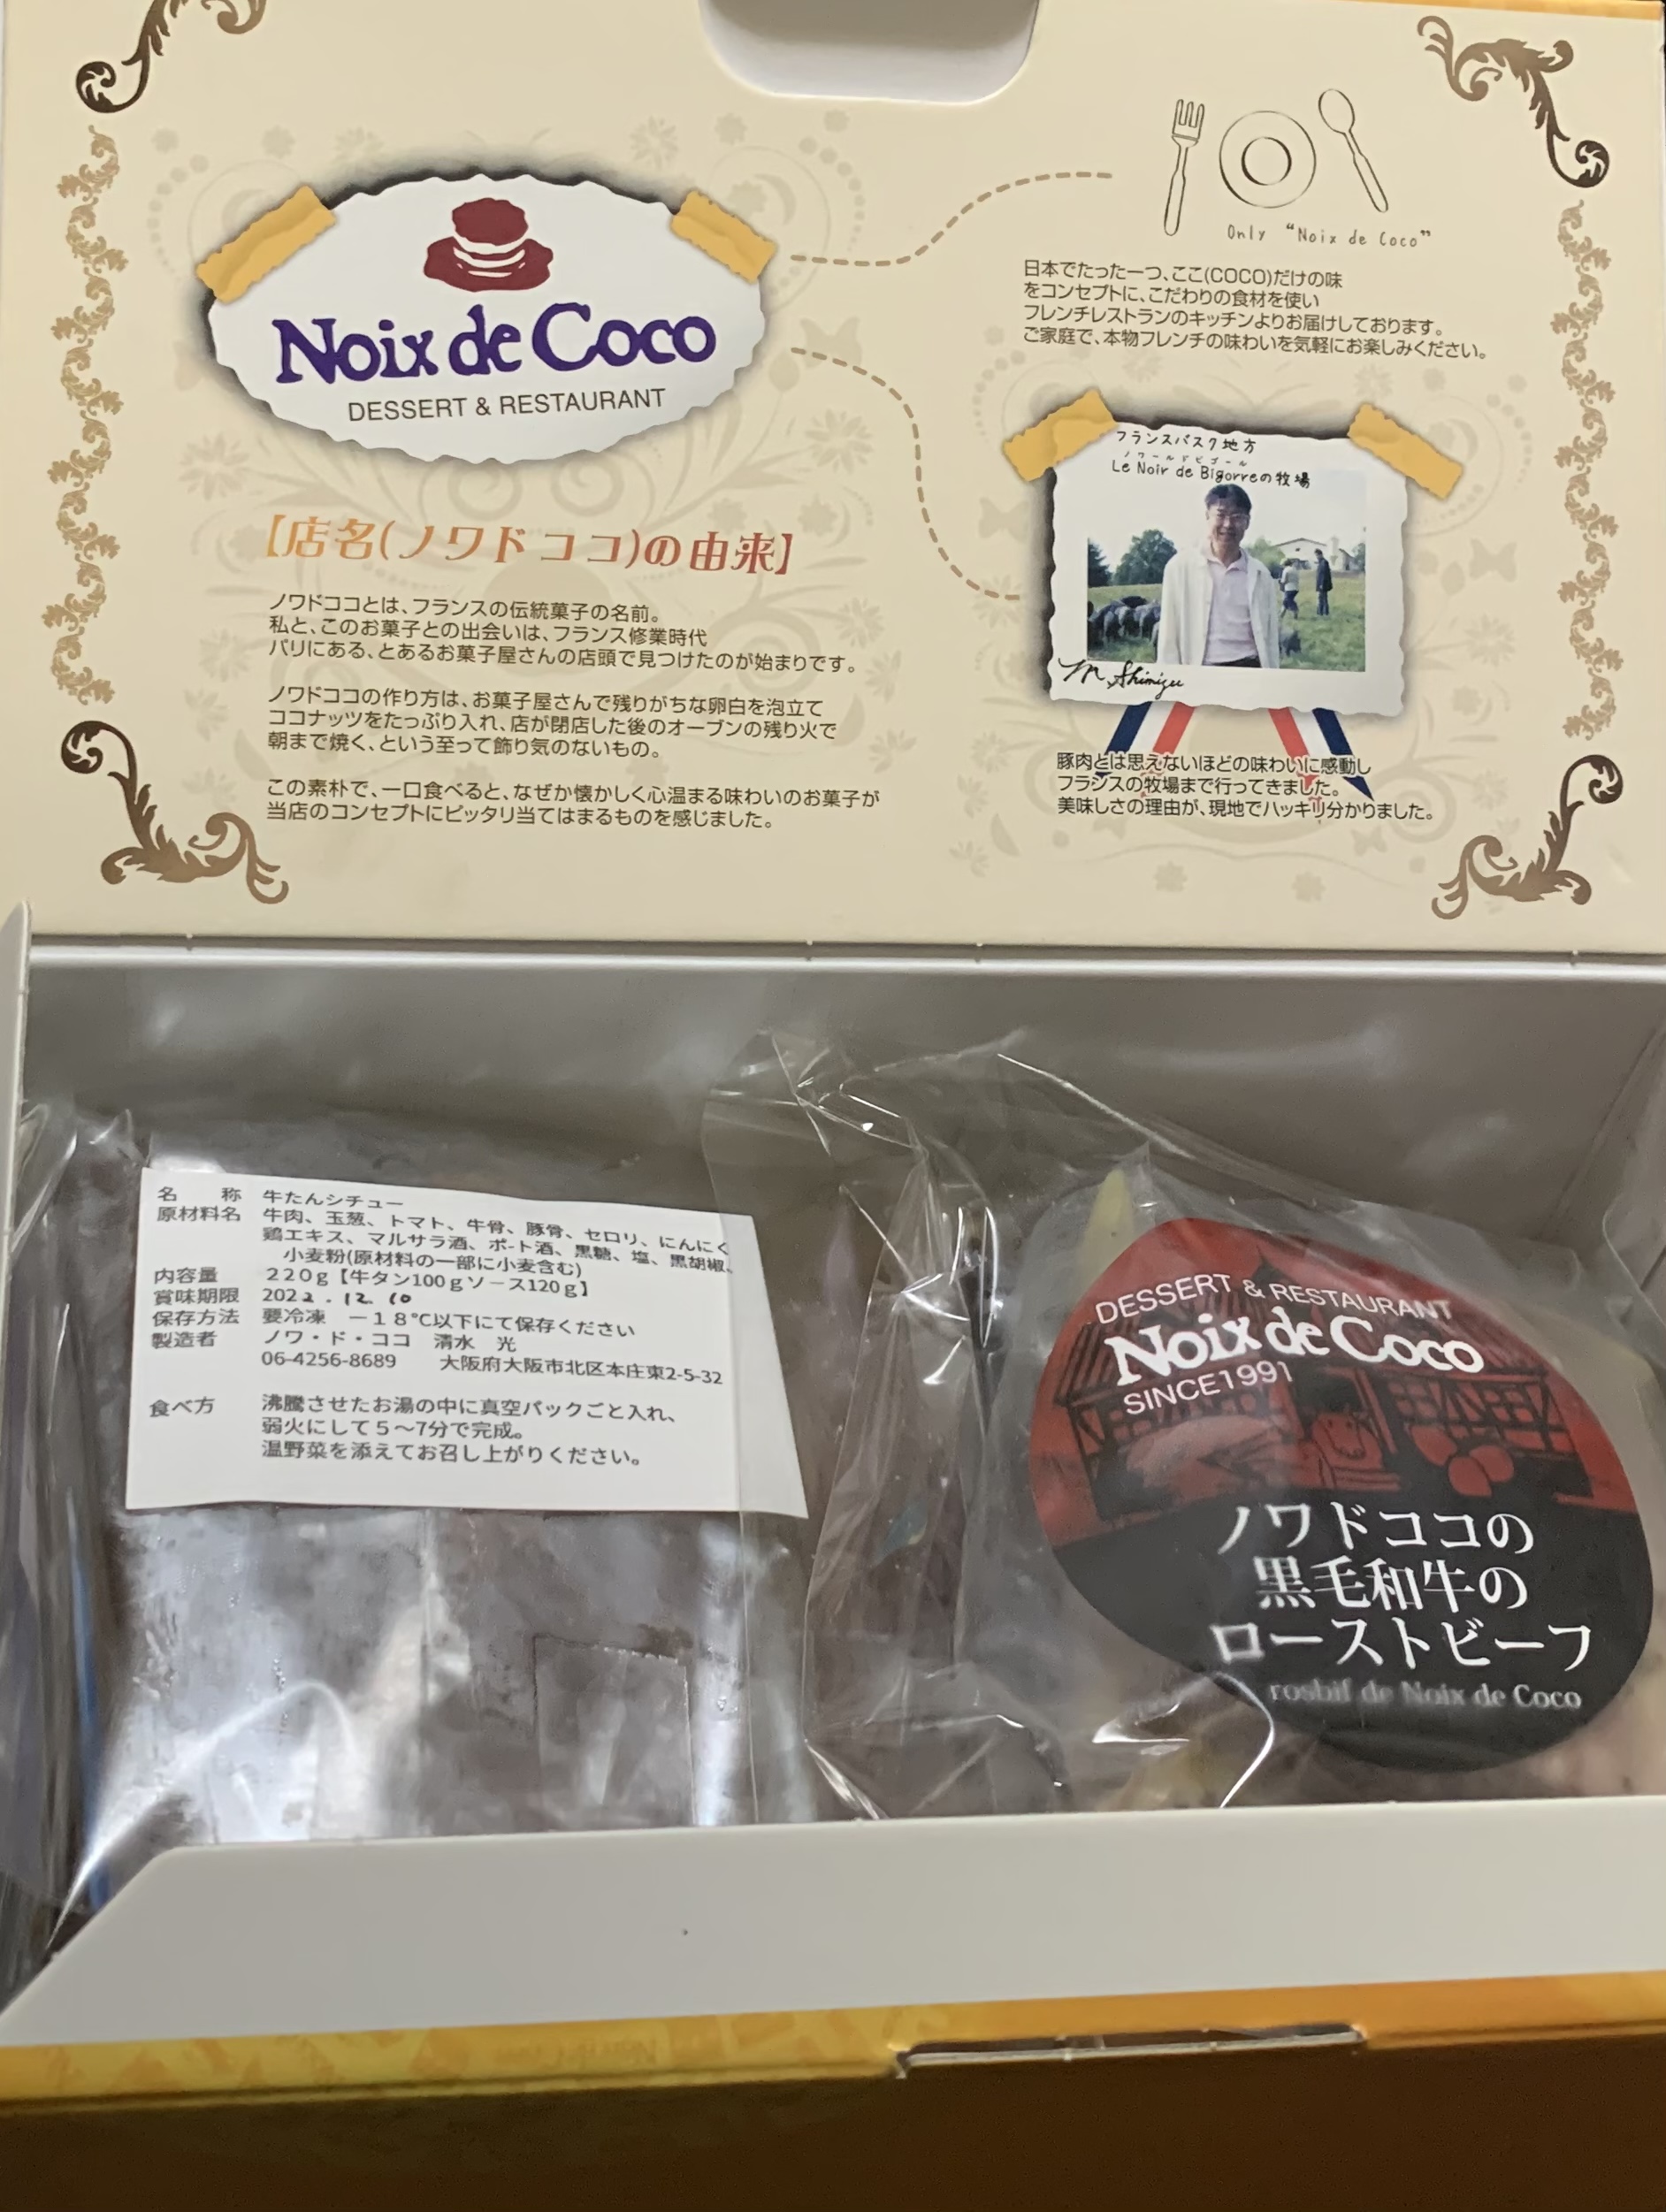 Noix de Coco
DESSERT & RESTAURANT
【店名(ノワドココ)の由来】
ノワドココとは、フランスの伝統菓子の名前。
私と、このお菓子との出会いは、フランス修業時代
パリにある、とあるお菓子屋さんの店頭で見つけたのが始まりです。
ノワドココの作り方は、お菓子屋さんで残りがちな卵白を泡立て
ココナッツをたっぷり入れ、店が閉店した後のオーブンの残り火で
朝まで焼く、という至って飾り気のないもの。
この素朴で、一口食べると、なぜか懐かしく心温まる味わいのお菓子が
当店のコンセプトにピッタリ当てはまるものを感じました。
Only "Noix de Coco"
日本でたった一つ、ここ(COCO)だけの味
をコンセプトに、こだわりの食材を使い
フレンチレストランのキッチンよりお届けしております。
ご家庭で、本物フレンチの味わいを気軽にお楽しみください。
フランスバスク地方
ノワールドビゴール
Le Noir de Bigorreの牧場
M. Shimizu
豚肉とは思えないほどの味わいに感動し
フランスの牧場まで行ってきました。
美味しさの理由が、現地でハッキリ分かりました。
名 称 牛たんシチュー
原材料名 牛肉、玉葱、トマト、牛骨、豚骨、セロリ、にんにく
鶏エキス、マルサラ酒、ポート酒、黒糖、塩、黒胡椒、
小麦粉(原材料の一部に小麦含む)
内容量 220g【牛タン100gソース120g】
賞味期限 2022.12.10
保存方法 要冷凍 −18℃以下にて保存ください
製造者 ノワ・ド・ココ 清水 光
06-4256-8689 大阪府大阪市北区本庄東2-5-32
食べ方 沸騰させたお湯の中に真空パックごと入れ、
弱火にして5~7分で完成。
温野菜を添えてお召し上がりください。
DESSERT & RESTAURANT
Noix de Coco
SINCE1991
ノワドココの
黒毛和牛の
ローストビーフ
rosbif de Noix de Coco